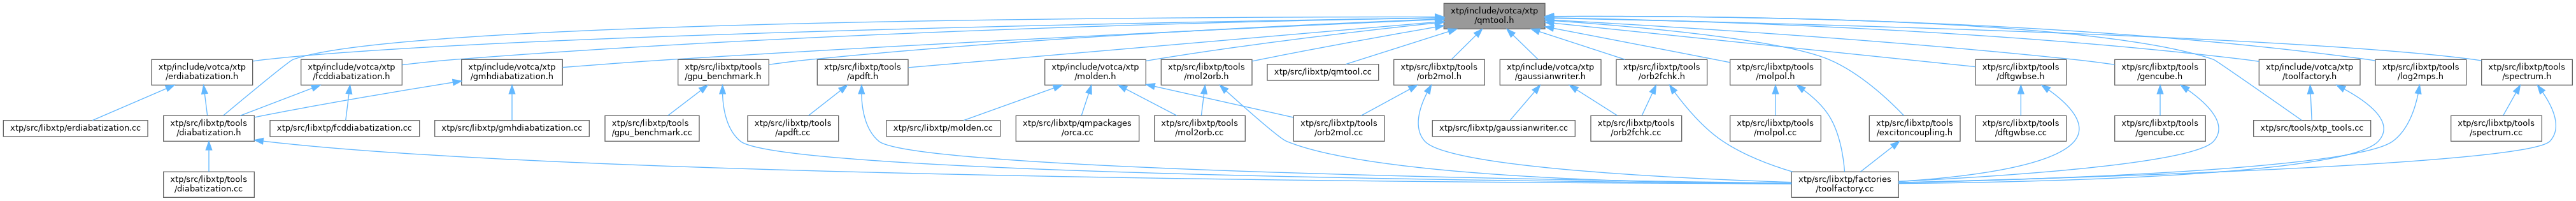 xtp/include/votca/xtp
/qmtool.h
xtp/include/votca/xtp
/erdiabatization.h
xtp/include/votca/xtp
/fcddiabatization.h
xtp/include/votca/xtp
/gmhdiabatization.h
xtp/src/libxtp/tools
/gpu_benchmark.h
xtp/src/libxtp/tools
/apdft.h
xtp/include/votca/xtp
/molden.h
xtp/src/libxtp/tools
/mol2orb.h
xtp/src/libxtp/qmtool.cc
xtp/src/libxtp/tools
/orb2mol.h
xtp/include/votca/xtp
/gaussianwriter.h
xtp/src/libxtp/tools
/orb2fchk.h
xtp/src/libxtp/tools
/molpol.h
xtp/src/libxtp/tools
/dftgwbse.h
xtp/src/libxtp/tools
/gencube.h
xtp/include/votca/xtp
/toolfactory.h
xtp/src/libxtp/tools
/log2mps.h
xtp/src/libxtp/tools
/spectrum.h
xtp/src/libxtp/erdiabatization.cc
xtp/src/libxtp/tools
/diabatization.h
xtp/src/libxtp/fcddiabatization.cc
xtp/src/libxtp/gmhdiabatization.cc
xtp/src/libxtp/tools
/gpu_benchmark.cc
xtp/src/libxtp/tools
/apdft.cc
xtp/src/libxtp/molden.cc
xtp/src/libxtp/qmpackages
/orca.cc
xtp/src/libxtp/tools
/mol2orb.cc
xtp/src/libxtp/tools
/orb2mol.cc
xtp/src/libxtp/gaussianwriter.cc
xtp/src/libxtp/tools
/orb2fchk.cc
xtp/src/libxtp/tools
/molpol.cc
xtp/src/libxtp/tools
/excitoncoupling.h
xtp/src/libxtp/tools
/dftgwbse.cc
xtp/src/libxtp/tools
/gencube.cc
xtp/src/tools/xtp_tools.cc
xtp/src/libxtp/tools
/spectrum.cc
xtp/src/libxtp/tools
/diabatization.cc
xtp/src/libxtp/factories
/toolfactory.cc